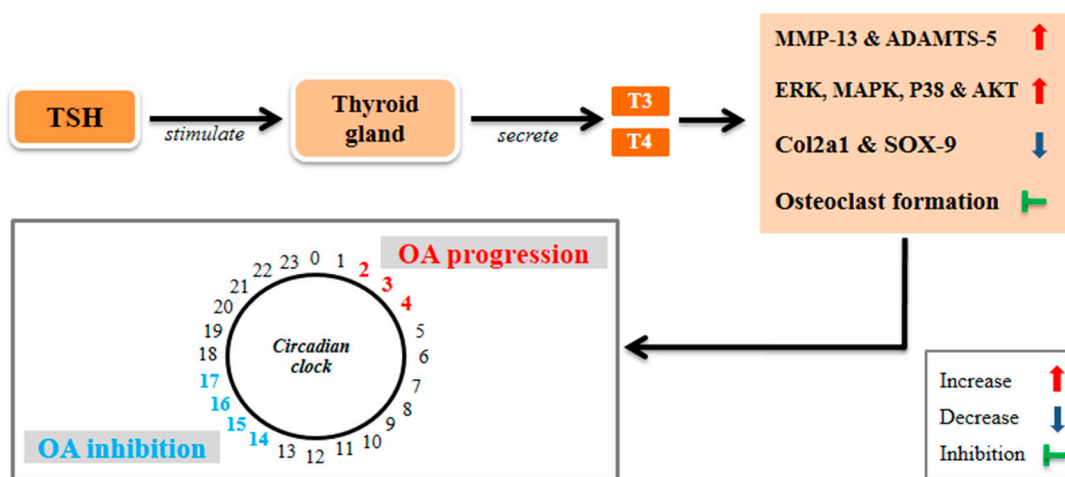 TSH
stimulate
Thyroid
gland
secrete
T3
T4
MMP-13 & ADAMTS-5
ERK, MAPK, P38 & AKT
Col2a1 & SOX-9
Osteoclast formation
OA progression
0
1
2
3
4
5
6
7
8
9
10
11
12
13
14
15
16
17
18
19
20
21
22
23
Circadian
clock
OA inhibition
Increase
Decrease
Inhibition